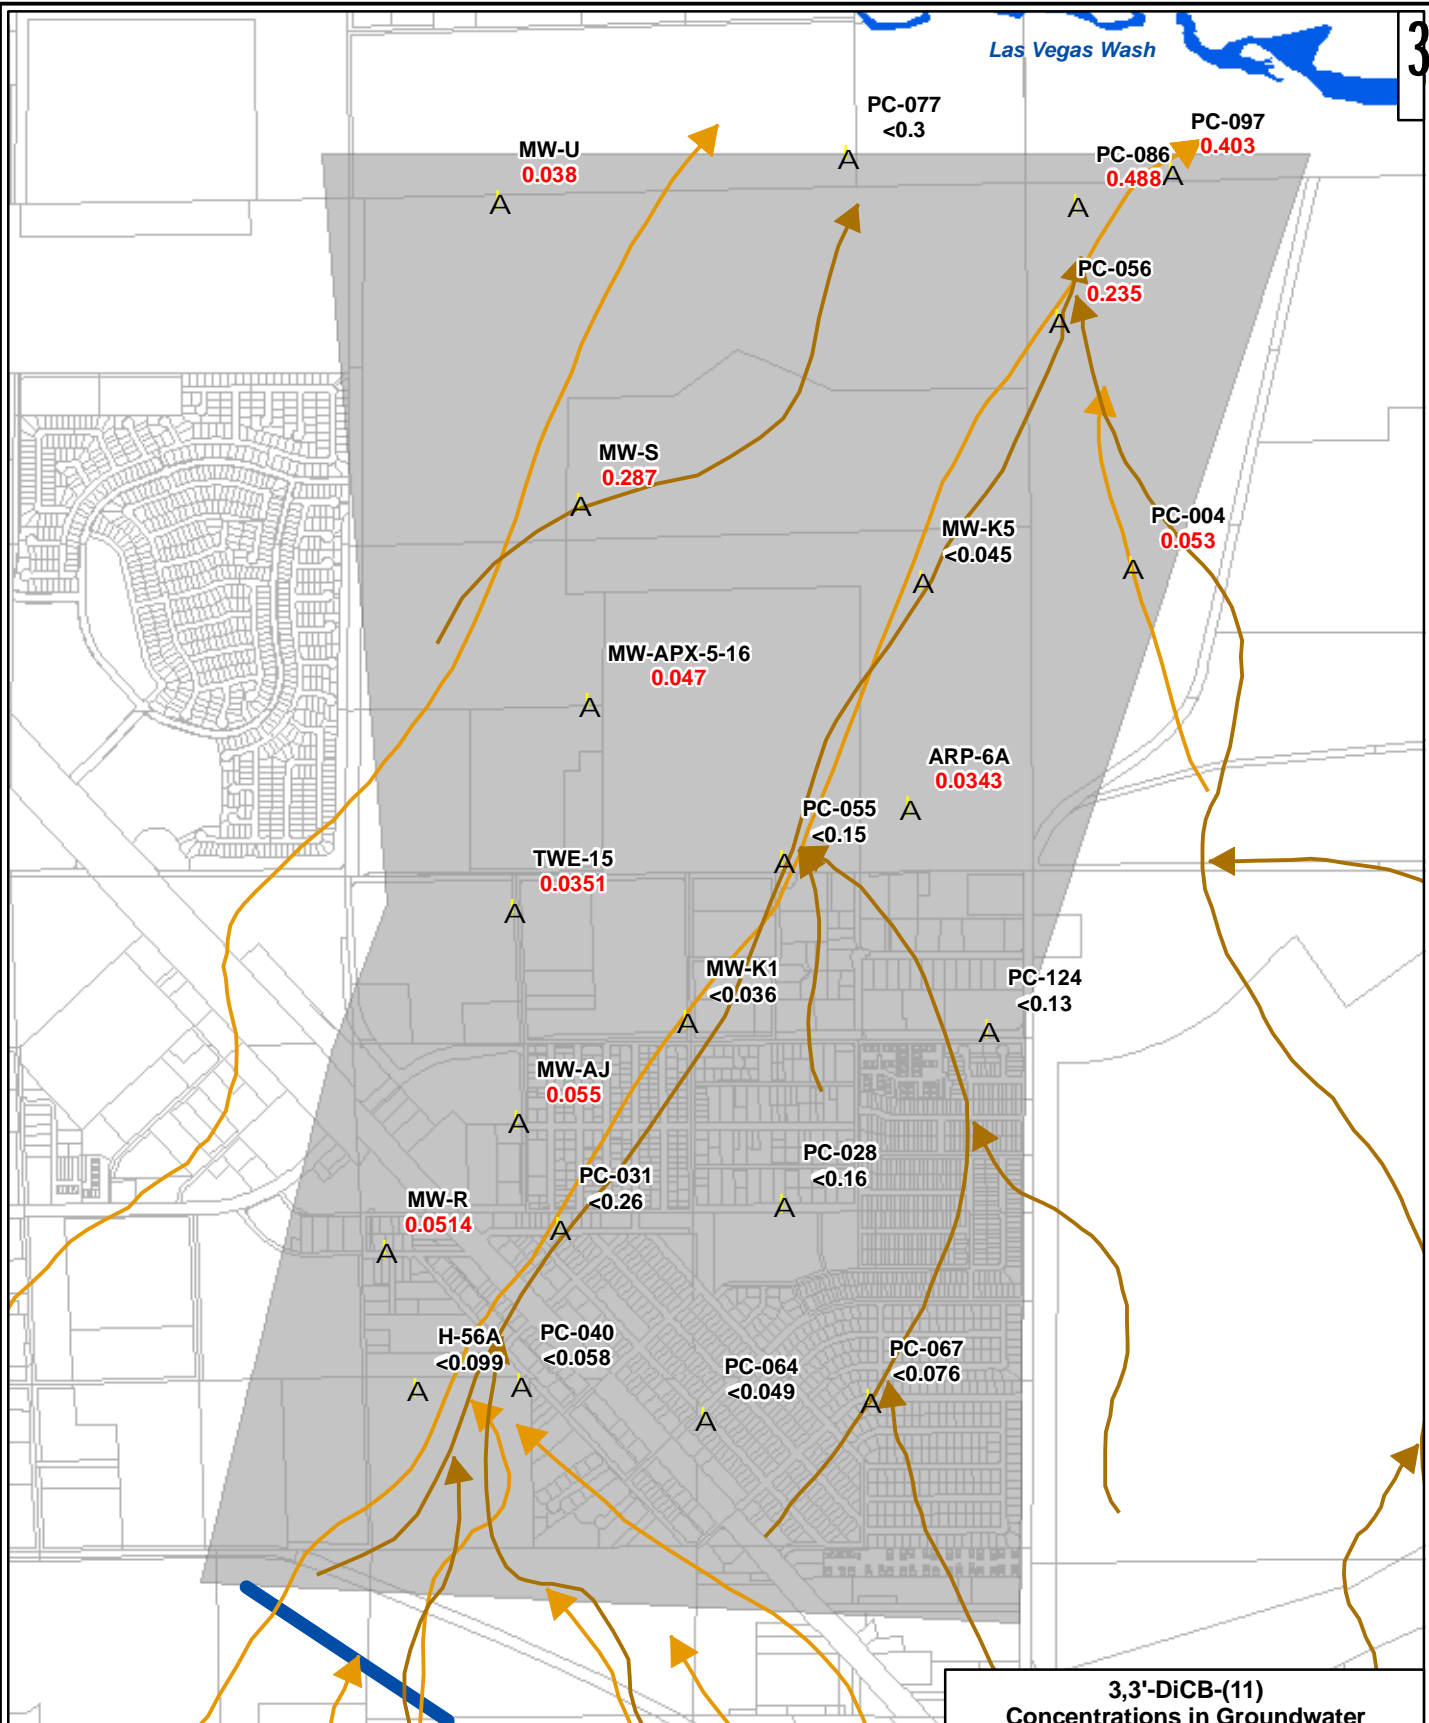 3
Las Vegas Wash
PC-077
<0.3
PC-097
0.403
MW-U
0.038
PC-086
0.488
A
A
A
A
PC-056
0.235
A
MW-S
0.287
A
PC-004
0.053
MW-K5
<0.045
A
A
MW-APX-5-16
0.047
A
ARP-6A
0.0343
A
PC-055
<0.15
A
TWE-15
0.0351
A
MW-K1
<0.036
A
PC-124
<0.13
A
MW-AJ
0.055
A
PC-028
<0.16
A
PC-031
<0.26
A
MW-R
0.0514
A
H-56A
<0.099
A
PC-040
<0.058
A
PC-064
<0.049
A
PC-067
<0.076
A
3,3'-DiCB-(11)
Concentrations in Groundwater